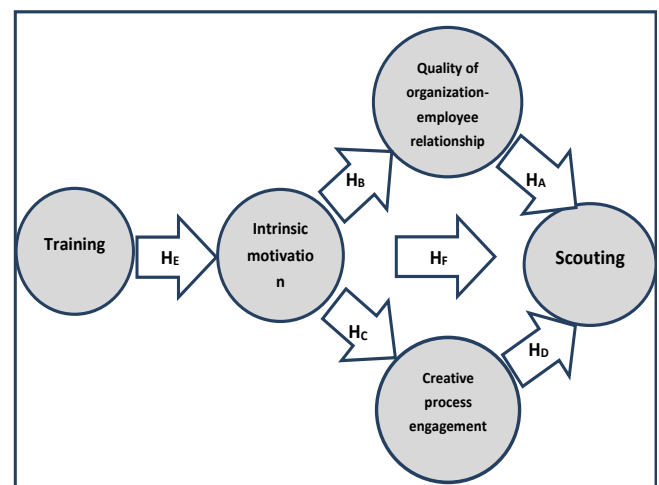 Quality of
organization-
employee
relationship
HB
HA
Training
HE
Intrinsic
motivatio
n
HF
Scouting
HC
HD
Creative
process
engagement